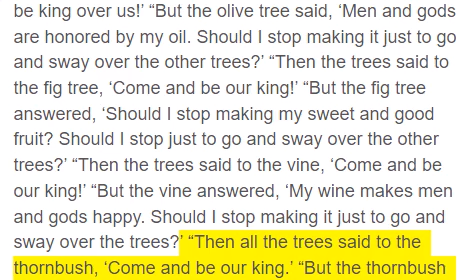 be king over us!’ “But the olive tree said, ‘Men and gods
are honored by my oil. Should I stop making it just to go
and sway over the other trees?’ “Then the trees said to
the fig tree, ‘Come and be our king!’ “But the fig tree
answered, ‘Should I stop making my sweet and good
fruit? Should I stop just to go and sway over the other
trees?’ “Then the trees said to the vine, ‘Come and be
our king!’ “But the vine answered, ‘My wine makes men
and gods happy. Should I stop making it just to go and
sway over the trees?’ “Then all the trees said to the
thornbush, ‘Come and be our king.’ “But the thornbush